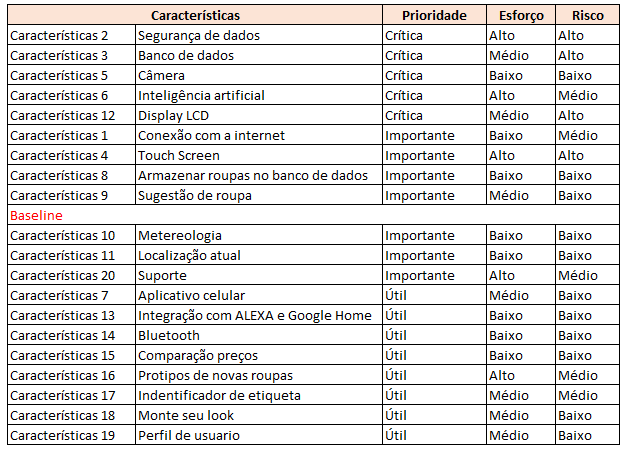 Características Prioridade Esforço Risco
Características 2 Segurança de dados Crítica Alto Alto
Características 3 Banco de dados Crítica Médio Alto
Características 5 Câmera Crítica Baixo Baixo
Características 6 Inteligência artificial Crítica Alto Médio
Características 12 Display LCD Crítica Médio Alto
Características 1 Conexão com a internet Importante Baixo Médio
Características 4 Touch Screen Importante Alto Alto
Características 8 Armazenar roupas no banco de dados Importante Baixo Baixo
Características 9 Sugestão de roupa Importante Médio Baixo
Baseline
Características 10 Metereologia Importante Baixo Baixo
Características 11 Localização atual Importante Baixo Baixo
Características 20 Suporte Importante Alto Médio
Características 7 Aplicativo celular Útil Médio Baixo
Características 13 Integração com ALEXA e Google Home Útil Baixo Baixo
Características 14 Bluetooth Útil Baixo Baixo
Características 15 Comparação preços Útil Baixo Baixo
Características 16 Protipos de novas roupas Útil Alto Médio
Características 17 Indentificador de etiqueta Útil Médio Médio
Características 18 Monte seu look Útil Médio Baixo
Características 19 Perfil de usuario Útil Médio Baixo